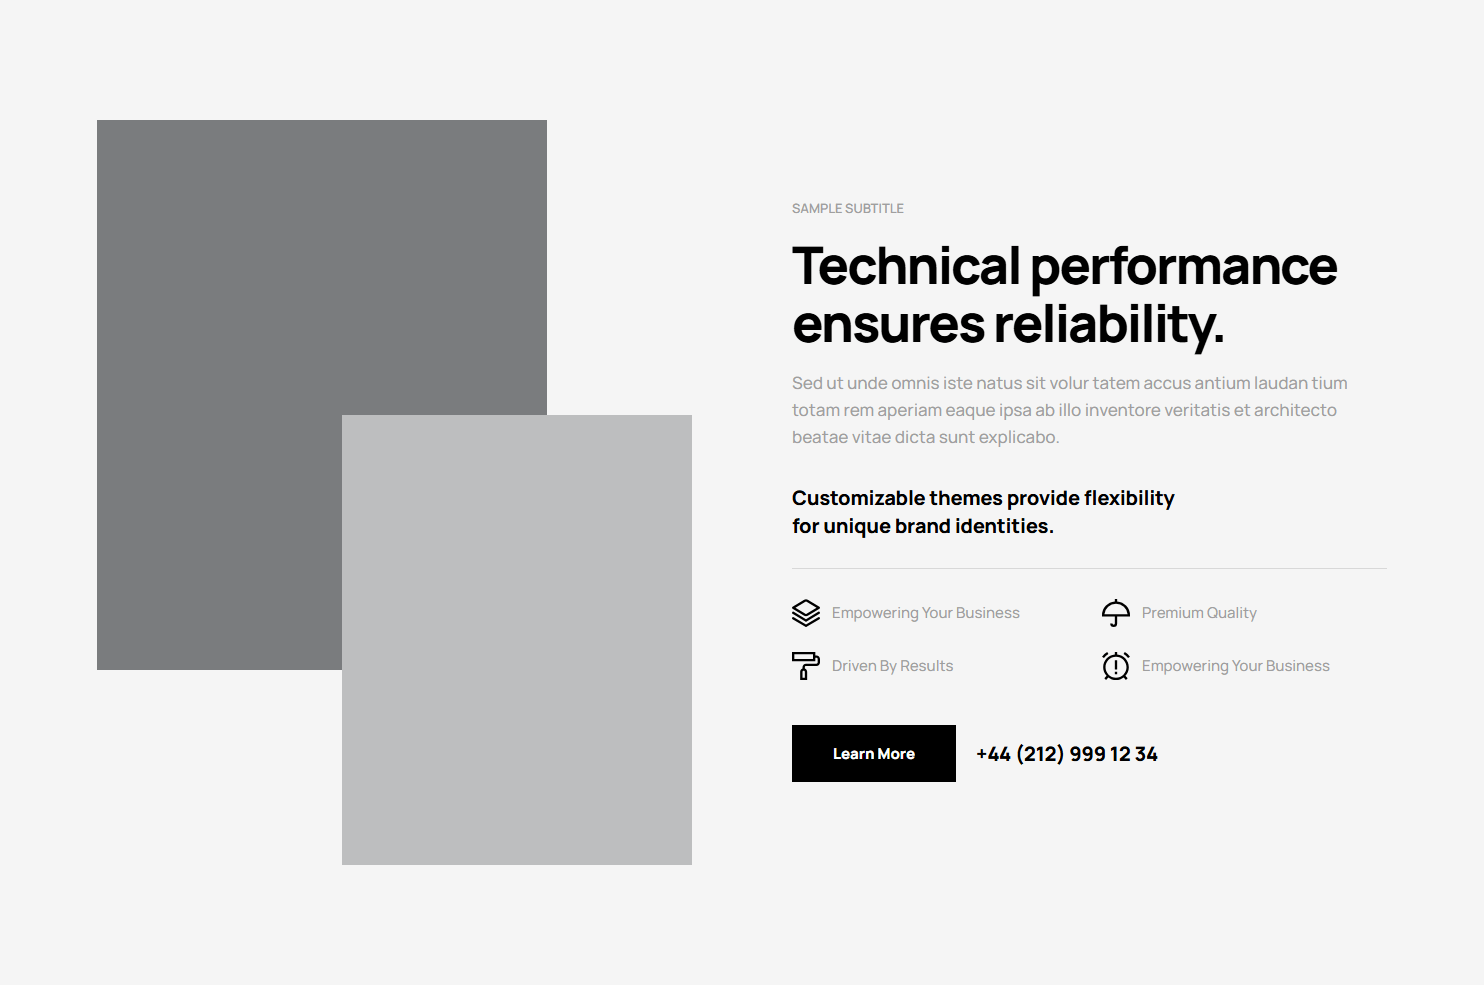 SAMPLE SUBTITLE
Technical performance
ensures reliability.
Sed ut unde omnis iste natus sit volur tatem accus antium laudan tium
totam rem aperiam eaque ipsa ab illo inventore veritatis et architecto
beatae vitae dicta sunt explicabo.
Customizable themes provide flexibility
for unique brand identities.
Empowering Your Business
Premium Quality
Driven By Results
Empowering Your Business
Learn More
+44 (212) 999 12 34